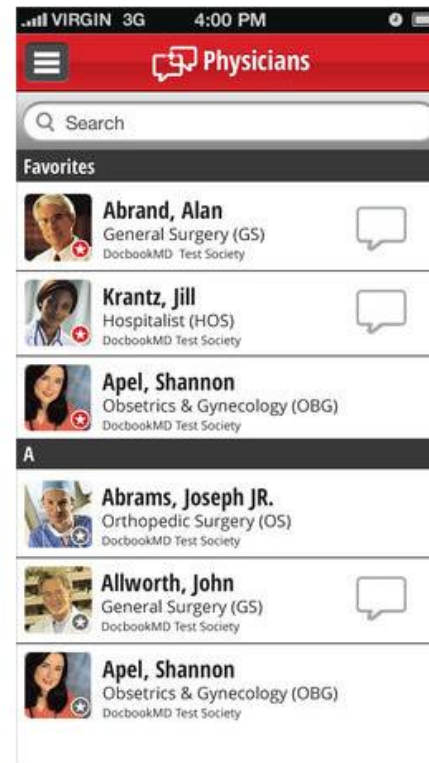 VIRGIN 3G 4:00 PM
Physicians
Search
Favorites
Abrand, Alan
General Surgery (GS)
DocbookMD Test Society
Krantz, Jill
Hospitalist (HOS)
DocbookMD Test Society
Apel, Shannon
Obsetrics & Gynecology (OBG)
DocbookMD Test Society
A
Abrams, Joseph JR.
Orthopedic Surgery (OS)
DocbookMD Test Society
Allworth, John
General Surgery (GS)
DocbookMD Test Society
Apel, Shannon
Obsetrics & Gynecology (OBG)
DocbookMD Test Society